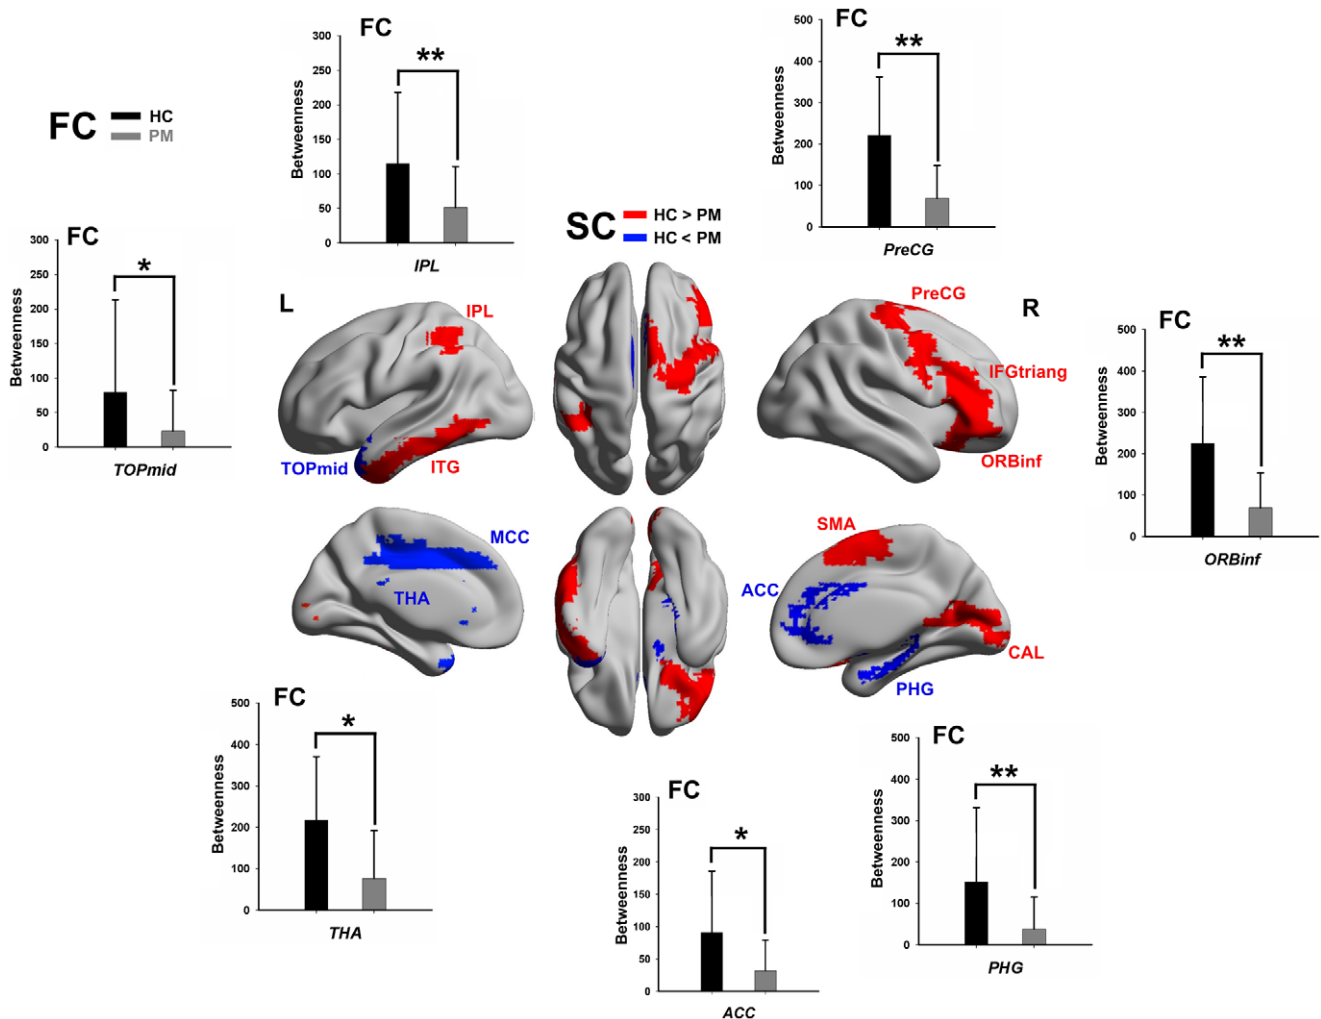 FC
HC
PM
FC
**
Betweenness
300
250
200
150
100
50
0
IPL
FC
**
Betweenness
500
400
300
200
100
0
PreCG
SC
HC > PM
HC < PM
FC
*
Betweenness
300
250
200
150
100
50
0
TOPmid
L
IPL
TOPmid
ITG
PreCG
R
IFGtriang
ORBinf
FC
**
Betweenness
500
400
300
200
100
0
ORBinf
MCC
THA
SMA
ACC
CAL
PHG
FC
*
Betweenness
500
400
300
200
100
0
THA
FC
*
Betweenness
300
250
200
150
100
50
0
ACC
FC
**
Betweenness
500
400
300
200
100
0
PHG